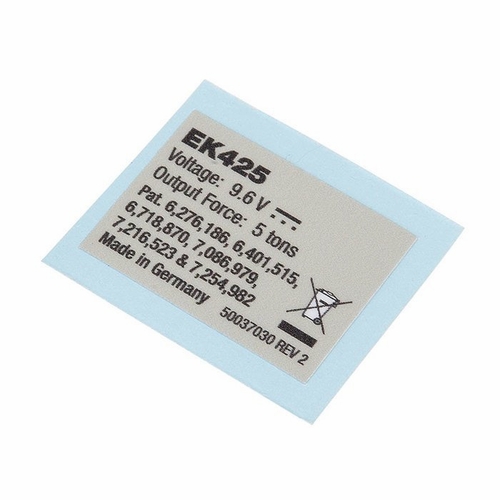 EK425
Voltage: 9.6 V ⎓
Output Force: 5 tons
Pat. 6,276,186, 6,401,515,
6,718,870, 7,086,979,
7,216,523 & 7,254,982
Made in Germany
50037030 REV 2